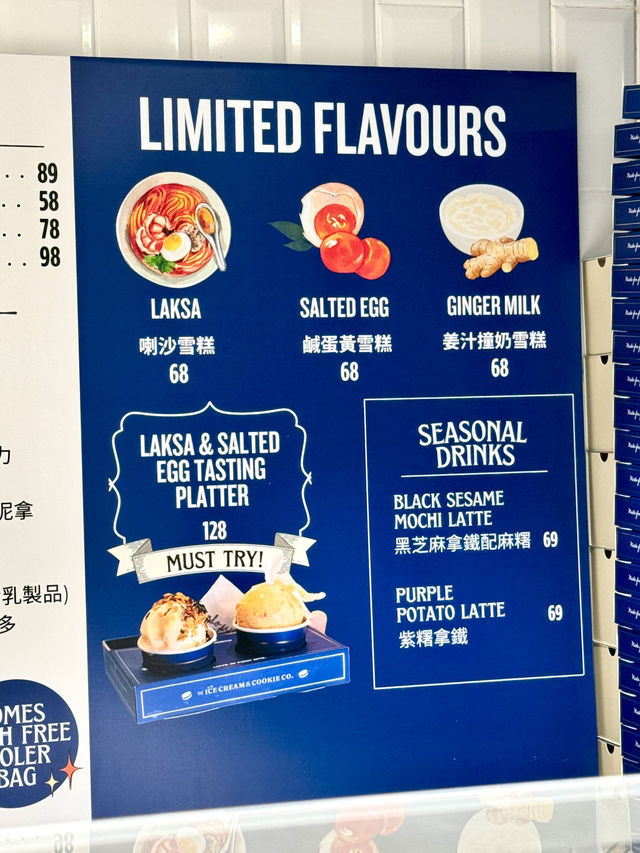 89
58
78
98
力
泥拿
乳製品)
多
OMES
H FREE
OLER
BAG
LIMITED FLAVOURS
LAKSA
喇沙雪糕
68
SALTED EGG
鹹蛋黃雪糕
68
GINGER MILK
姜汁撞奶雪糕
68
LAKSA & SALTED
EGG TASTING
PLATTER
128
MUST TRY!
THE ICE CREAM & COOKIE CO.
SEASONAL
DRINKS
BLACK SESAME
MOCHI LATTE
黑芝麻拿鐵配麻糬 69
PURPLE
POTATO LATTE 69
紫糬拿鐵